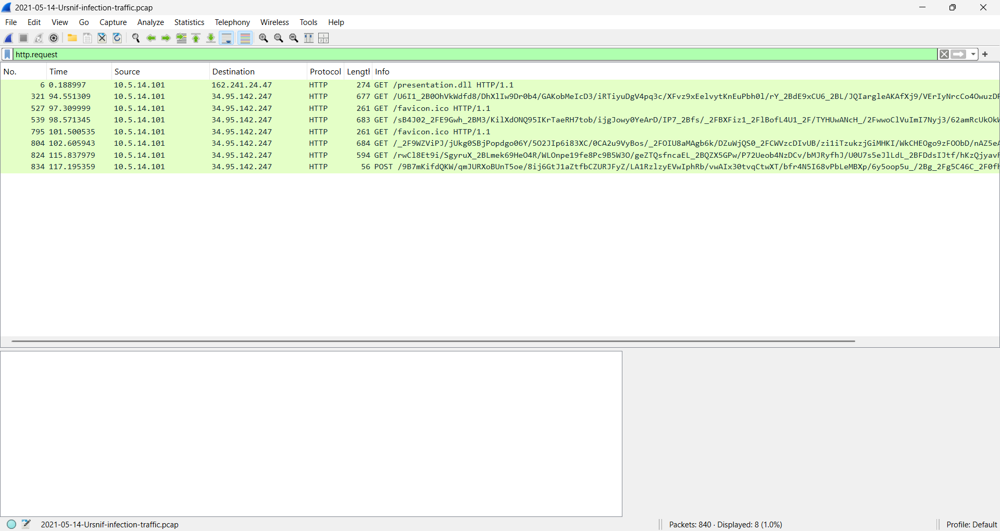 2021-05-14-Ursnif-infection-traffic.pcap
File Edit View Go Capture Analyze Statistics Telephony Wireless Tools Help
http.request
No. Time Source Destination Protocol Length Info
6 0.188997 10.5.14.101 162.241.24.47 HTTP 274 GET /presentation.dll HTTP/1.1
321 94.551309 10.5.14.101 34.95.142.247 HTTP 677 GET /U6I1_2B0OhVkWdfd8/DhXlIw9Dr0b4/GAKobMeIcD3/iRTiyuDgV4pq3c/XFvz9xEelvytKnEuPbh0l/rY_2BdE9xCU6_2BL/JQIargleAKAfXj9/VErIyNrcCo4OwuzDF
527 97.309999 10.5.14.101 34.95.142.247 HTTP 261 GET /favicon.ico HTTP/1.1
539 98.571345 10.5.14.101 34.95.142.247 HTTP 683 GET /sB4J02_2FE9Gwh_2BM3/KilXdONQ95IKrTaeRH7tob/ijgJowy0YeArD/IP7_2Bfs/_2FBXFiz1_2FlBofL4U1_2F/TYHUwANcH_/2FwwoClVuImI7Nyj3/62amRcUkOkW
795 101.500535 10.5.14.101 34.95.142.247 HTTP 261 GET /favicon.ico HTTP/1.1
804 102.605943 10.5.14.101 34.95.142.247 HTTP 684 GET /_2F9WZViPJ/jUkg0SBjPopdgo06Y/5O2JIp6i83XC/0CA2u9VyBos/_2FOIU8aMAgb6k/DZuWjQS0_2FCWVzcDIvUB/zi1iTzukzjGiMHKI/WkCHEOgo9zFOObD/nAZ5eA
824 115.837979 10.5.14.101 34.95.142.247 HTTP 594 GET /rwCl8Et9i/SgyruX_2BLmek69HeO4R/WLOnpe19fe8Pc9B5W3O/geZTQsfncaEL_2BQZX5GPw/P72Ueob4NzDCv/bMJRyfhJ/U0U7s5eJlLdL_2BFDdsIJtf/hKzQjyavF
834 117.195359 10.5.14.101 34.95.142.247 HTTP 56 POST /9B7mKifdQKW/qmJURXoBUnT5oe/8ij6GtJ1aZtfbCZURJFyZ/LA1RzlzyEVwIphRb/vwAIx30tvqCtwXT/bfr4N5I68vPbLeMBXp/6y5oop5u_/2Bg_2Fg5C46C_2F0fh
2021-05-14-Ursnif-infection-traffic.pcap
Packets: 840 · Displayed: 8 (1.0%)
Profile: Default